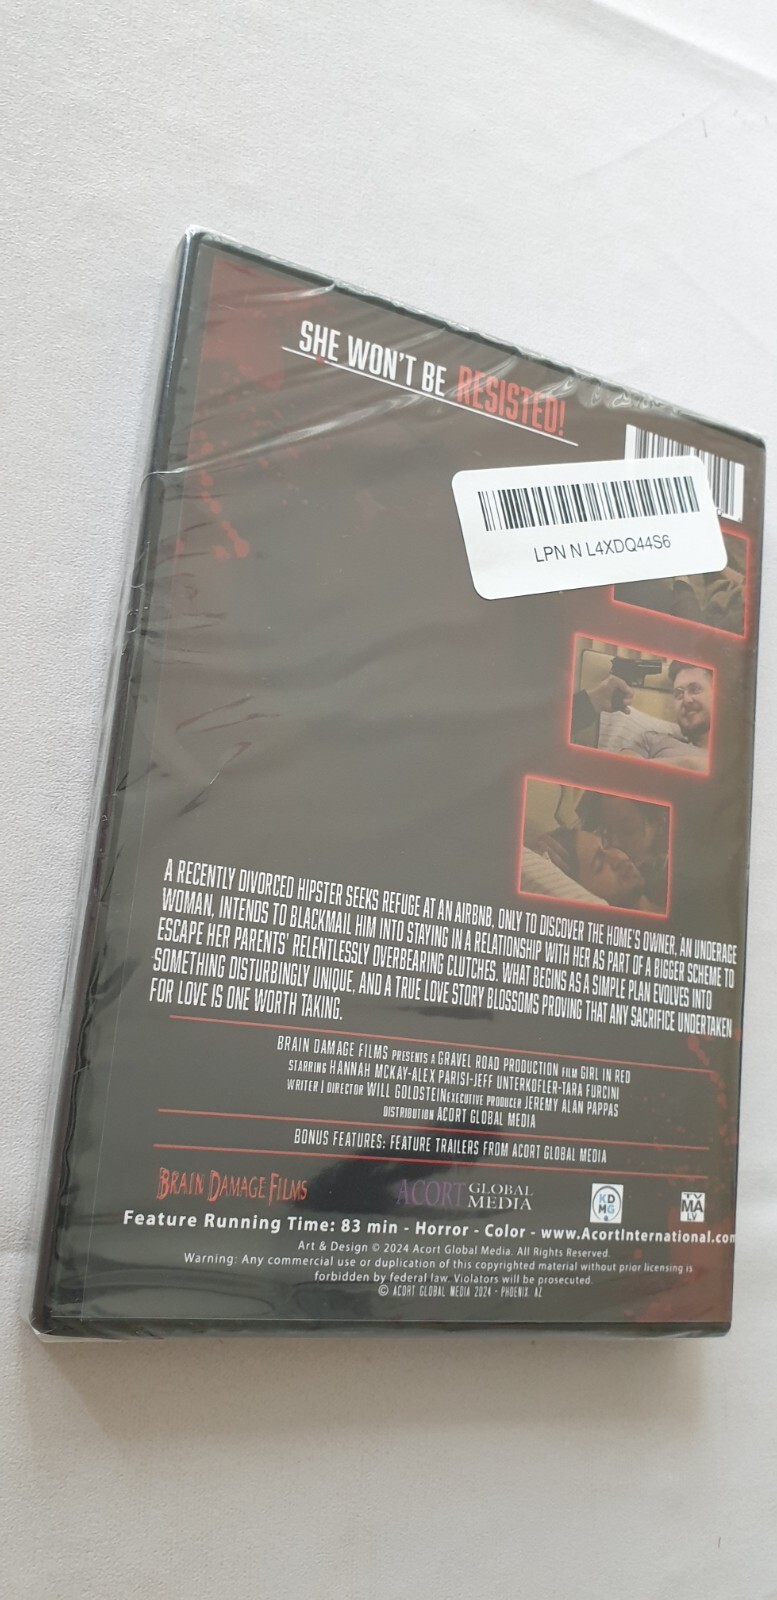 SHE WON'T BE RESISTED!
LPN N L4XDQ44S6
A RECENTLY DIVORCED HIPSTER SEEKS REFUGE AT AN AIRBNB, ONLY TO DISCOVER THE HOME'S OWNER, AN UNDERAGE
WOMAN, INTENDS TO BLACKMAIL HIM INTO STAYING IN A RELATIONSHIP WITH HER AS PART OF A BIGGER SCHEME TO
ESCAPE HER PARENTS' RELENTLESSLY OVERBEARING CLUTCHES. WHAT BEGINS AS A SIMPLE PLAN EVOLVES INTO
SOMETHING DISTURBINGLY UNIQUE, AND A TRUE LOVE STORY BLOSSOMS PROVING THAT ANY SACRIFICE UNDERTAKEN
FOR LOVE IS ONE WORTH TAKING.
BRAIN DAMAGE FILMS PRESENTS A GRAVEL ROAD PRODUCTION FILM GIRL IN RED
STARRING HANNAH MCKAY-ALEX PARISI-JEFF UNTERKOFLER-TARA FURCINI
WRITER | DIRECTOR WILL GOLDSTEIN EXECUTIVE PRODUCER JEREMY ALAN PAPPAS
DISTRIBUTION ACORT GLOBAL MEDIA
BONUS FEATURES: FEATURE TRAILERS FROM ACORT GLOBAL MEDIA
BRAIN DAMAGE FILMS
ACORT GLOBAL MEDIA
KDMG
TV MA LV
Feature Running Time: 83 min - Horror - Color - www.AcortInternational.com
Art & Design © 2024 Acort Global Media. All Rights Reserved.
Warning: Any commercial use or duplication of this copyrighted material without prior licensing is
forbidden by federal law. Violators will be prosecuted.
© ACORT GLOBAL MEDIA 2024 - PHOENIX, AZ